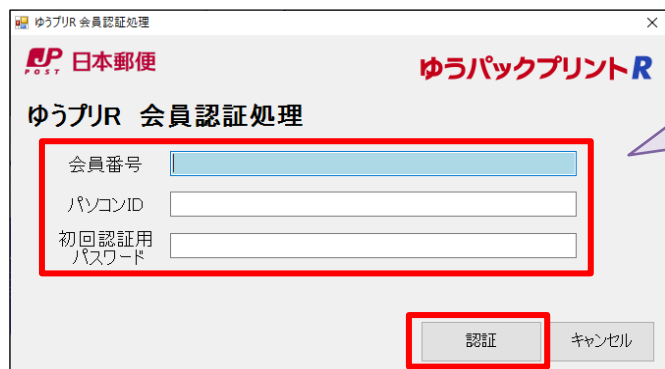 ゆうプリR 会員認証処理
JP POST 日本郵便
ゆうパックプリントR
ゆうプリR 会員認証処理
会員番号
パソコンID
初回認証用
パスワード
認証
キャンセル